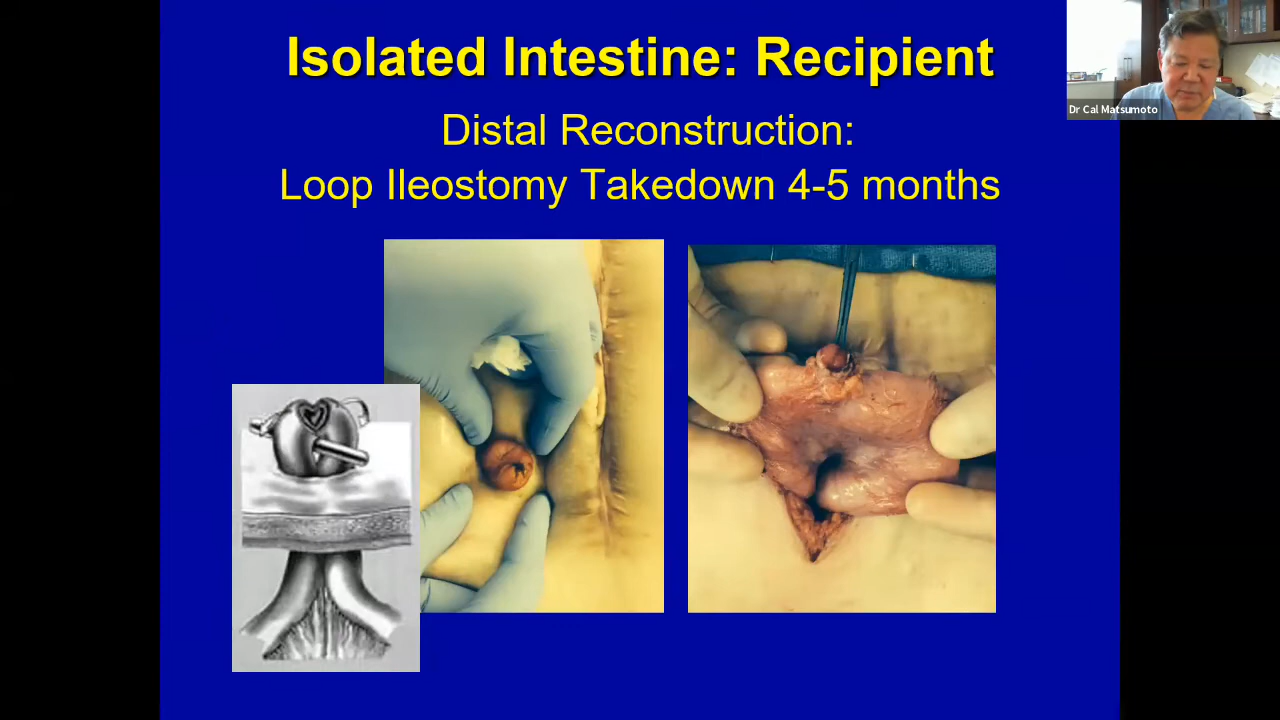 Isolated Intestine: Recipient
Distal Reconstruction:
Loop Ileostomy Takedown 4-5 months
Dr Cal Matsumoto